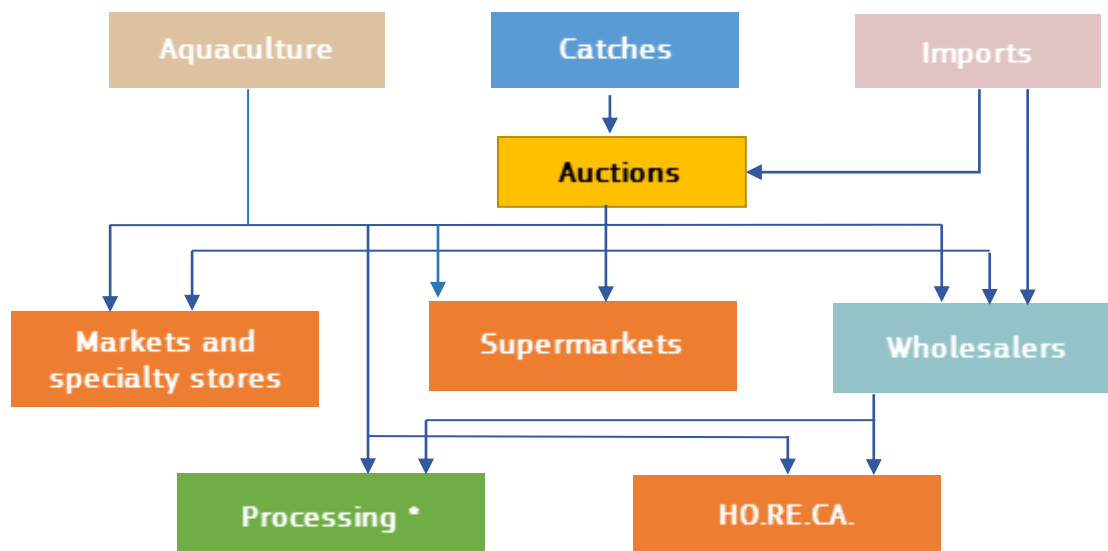 Aquaculture
Catches
Imports
Auctions
Markets and
specialty stores
Supermarkets
Wholesalers
Processing *
HO.RE.CA.